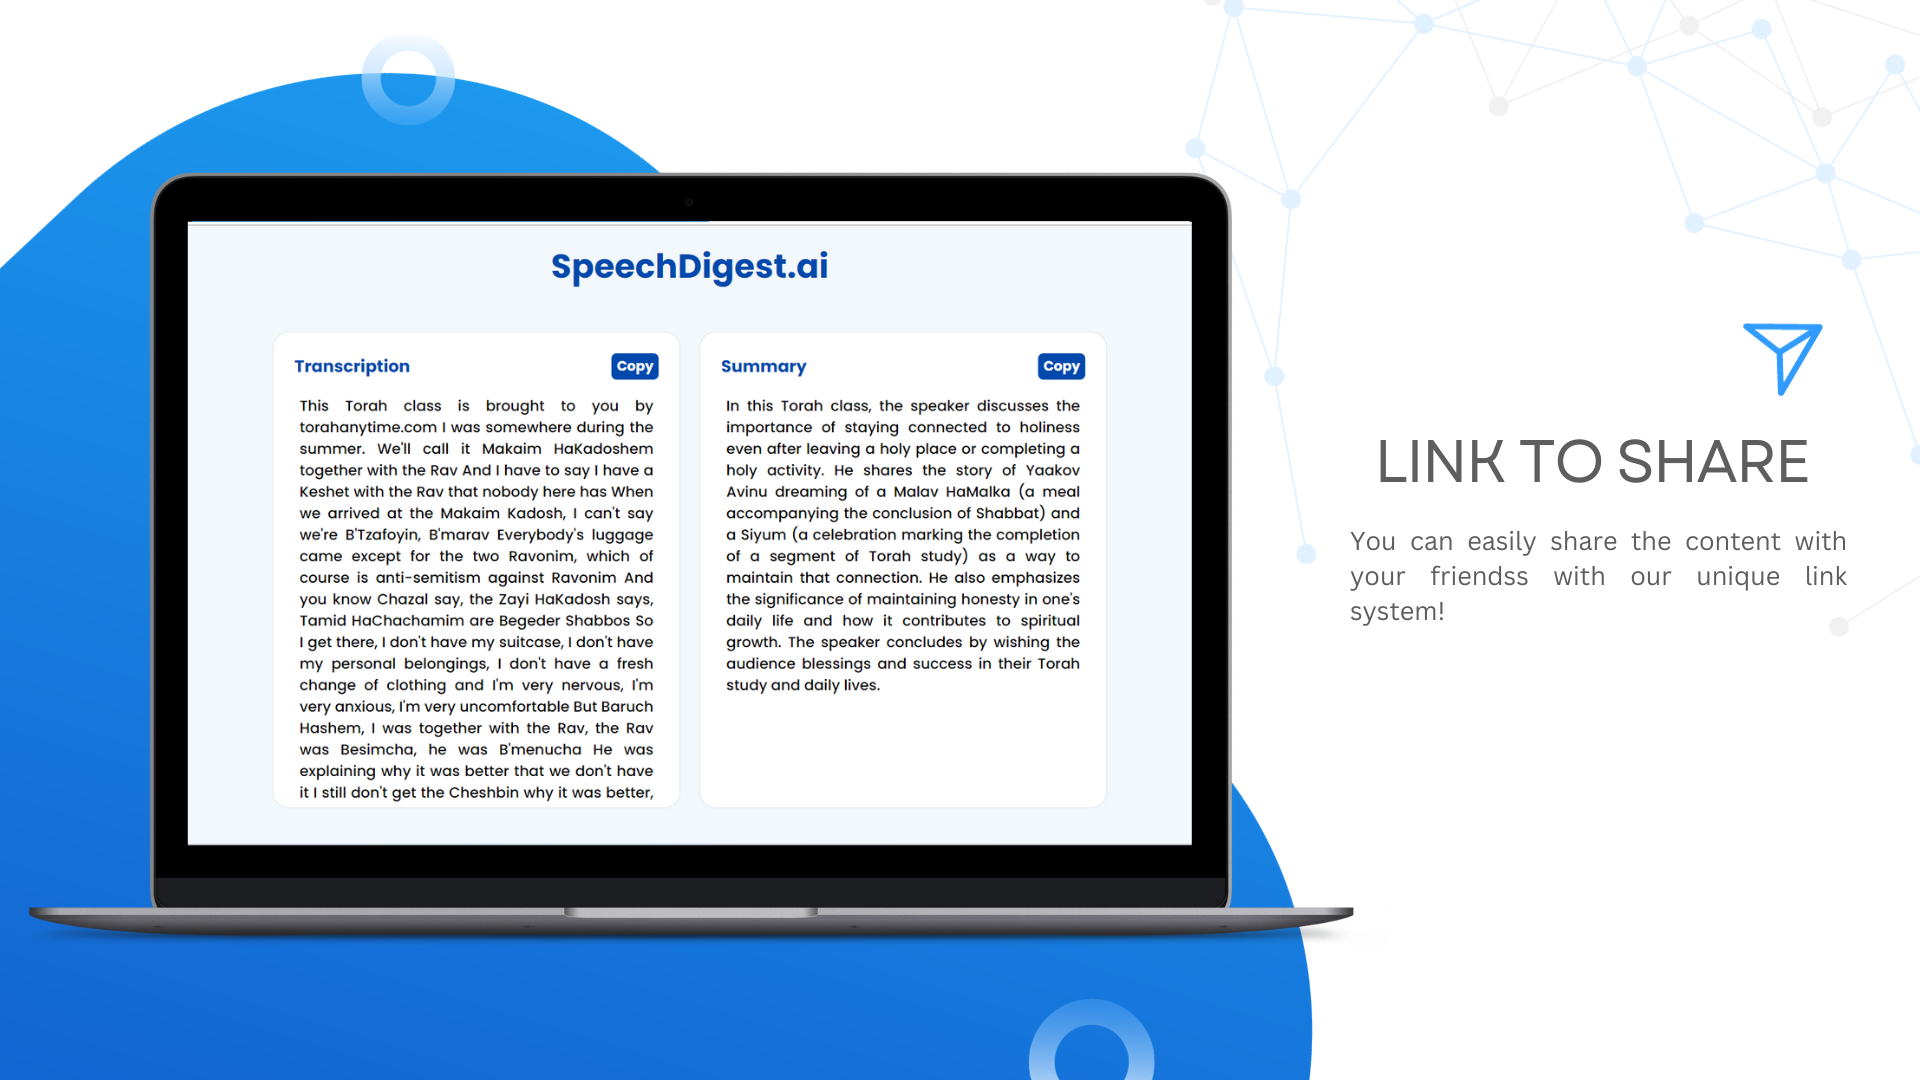 SpeechDigest.ai
Transcription
Copy
This Torah class is brought to you by
torahanytime.com I was somewhere during the
summer. We'll call it Makaim HaKadoshem
together with the Rav And I have to say I have a
Keshet with the Rav that nobody here has When
we arrived at the Makaim Kadosh, I can't say
we're B'Tzafoyin, B'marav Everybody's luggage
came except for the two Ravonim, which of
course is anti-semitism against Ravonim And
you know Chazal say, the Zayi HaKadosh says,
Tamid HaChachamim are Begeder Shabbos So
I get there, I don't have my suitcase, I don't have
my personal belongings, I don't have a fresh
change of clothing and I'm very nervous, I'm
very anxious, I'm very uncomfortable But Baruch
Hashem, I was together with the Rav, the Rav
was Besimcha, he was B'menucha He was
explaining why it was better that we don't have
it I still don't get the Cheshbin why it was better,
Summary
Copy
In this Torah class, the speaker discusses the
importance of staying connected to holiness
even after leaving a holy place or completing a
holy activity. He shares the story of Yaakov
Avinu dreaming of a Malav HaMalka (a meal
accompanying the conclusion of Shabbat) and
a Siyum (a celebration marking the completion
of a segment of Torah study) as a way to
maintain that connection. He also emphasizes
the significance of maintaining honesty in one's
daily life and how it contributes to spiritual
growth. The speaker concludes by wishing the
audience blessings and success in their Torah
study and daily lives.
LINK TO SHARE
You can easily share the content with
your friendss with our unique link
system!